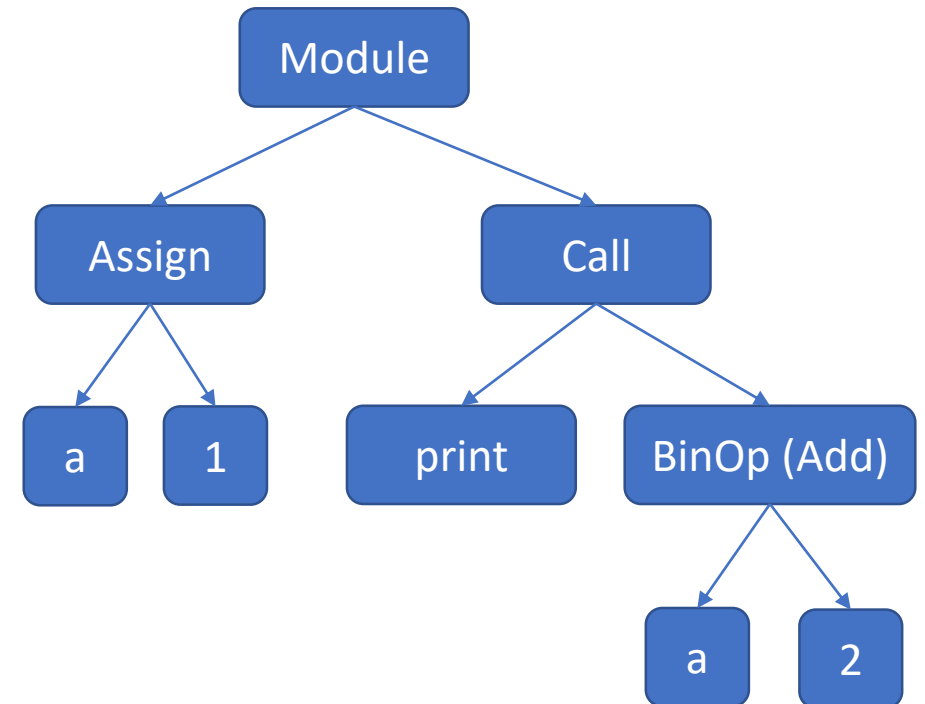 Module
Assign
Call
a
1
print
BinOp (Add)
a
2